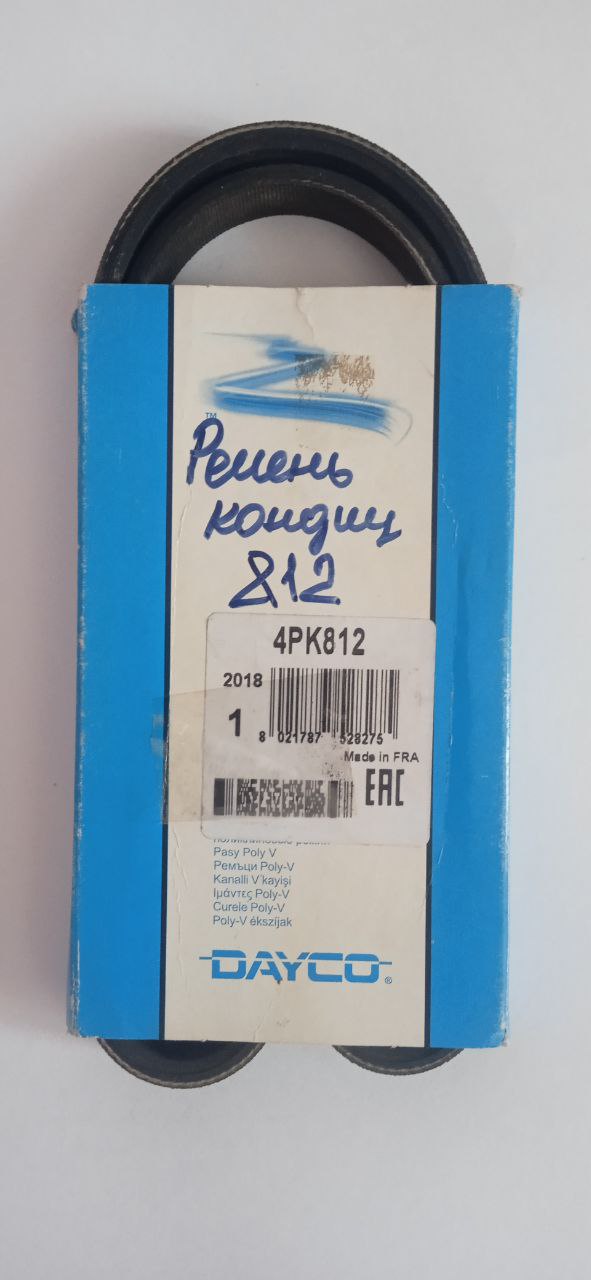 ™
Ремень
кондиц
812
4PK812
2018
1
8 021787 528275
Made in FRA
EAC
Pasy Poly V
Ремъци Poly-V
Kanalli V kayişi
Ιμάντες Poly-V
Curele Poly-V
Poly-V ékszíjak
DAYCO®